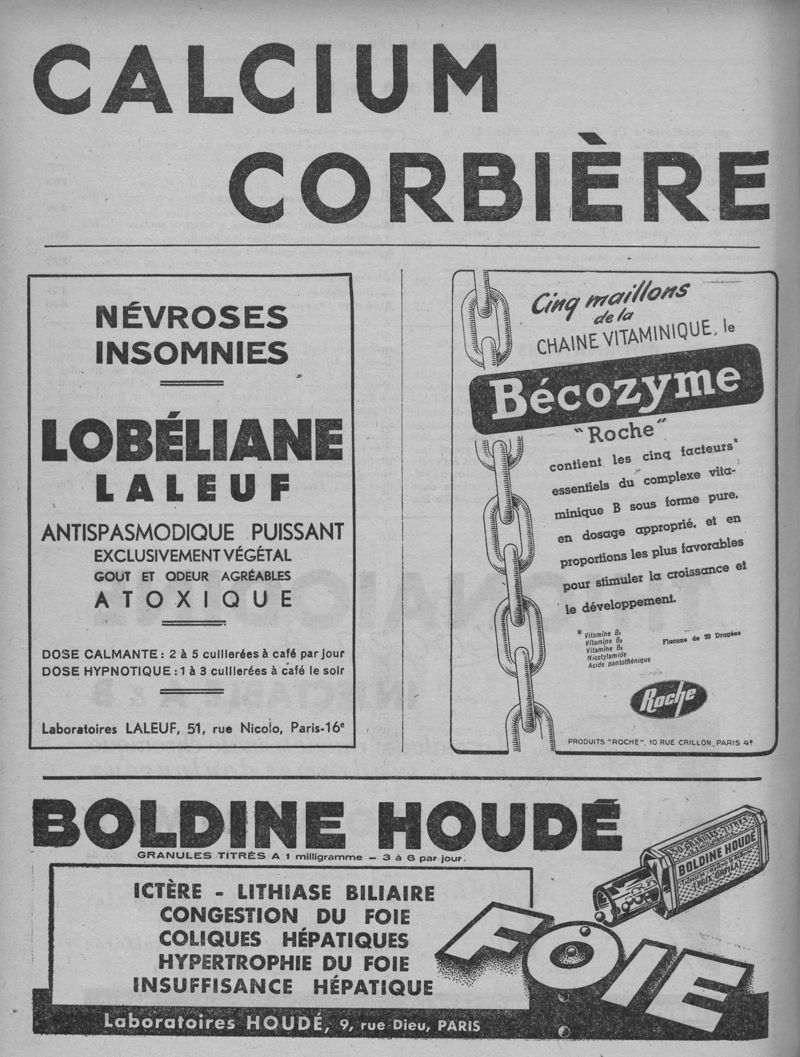 CALCIUM
CORBIÈRE
NÉVROSES
INSOMNIES
LOBÉLIANE
LALEUF
ANTISPASMODIQUE PUISSANT
EXCLUSIVEMENT VÉGÉTAL
GOUT ET ODEUR AGRÉABLES
ATOXIQUE
DOSE CALMANTE : 2 à 5 cuillerées à café par jour
DOSE HYPNOTIQUE : 1 à 3 cuillerées à café le soir
Laboratoires LALEUF, 51, rue Nicolo, Paris-16e
Cinq maillons
de la
CHAINE VITAMINIQUE, le
Bécozyme
"Roche"
contient les cinq facteurs*
essentiels du complexe vita-
minique B sous forme pure,
en dosage approprié, et en
proportions les plus favorables
pour stimuler la croissance et
le développement.
* Vitamine B1
Vitamine B2
Vitamine B6
Nicotylamide
Acide pantothénique
Flacons de 20 Dragées
Roche
PRODUITS "ROCHE", 10 RUE CRILLON, PARIS 4e
BOLDINE HOUDÉ
GRANULES TITRÉS A 1 milligramme — 3 à 6 par jour.
ICTÈRE - LITHIASE BILIAIRE
CONGESTION DU FOIE
COLIQUES HÉPATIQUES
HYPERTROPHIE DU FOIE
INSUFFISANCE HÉPATIQUE
BOLDINE HOUDÉ
FOIE
Laboratoires HOUDÉ, 9, rue Dieu, PARIS